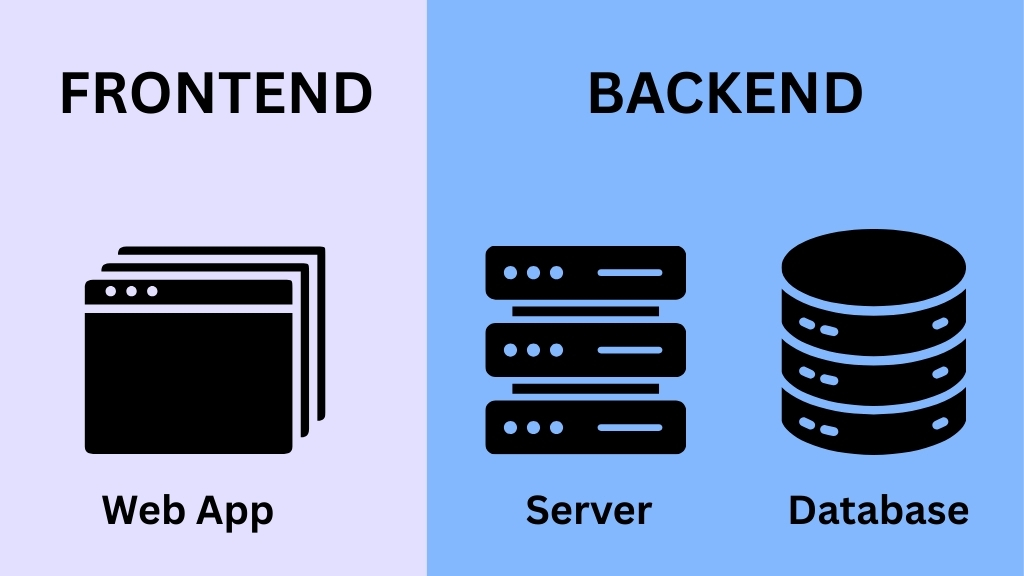 FRONTEND
BACKEND
Web App
Server
Database